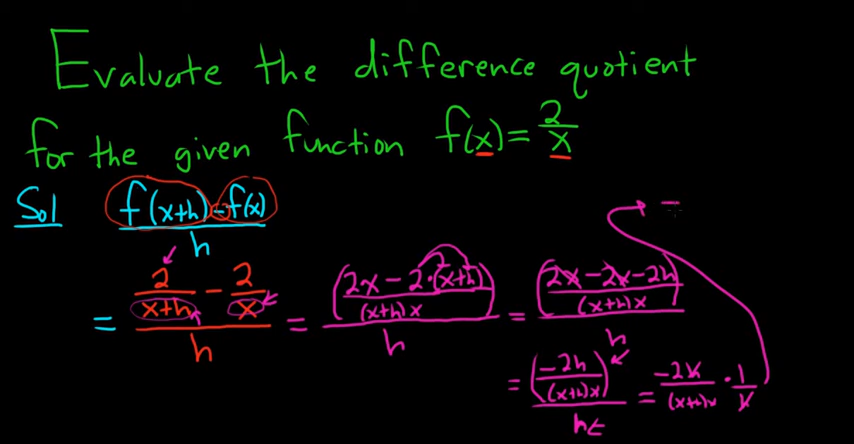 Evaluate the difference quotient
for the given function f(x) = 2/x
Sol (f(x+h) - f(x))/h
= (2/(x+h) - 2/x)/h = ((2x - 2·(x+h))/((x+h)x))/h = ((2x - 2x - 2h)/((x+h)x))/h
= ((-2h)/((x+h)x))/h = (-2h)/((x+h)x) · 1/h
-